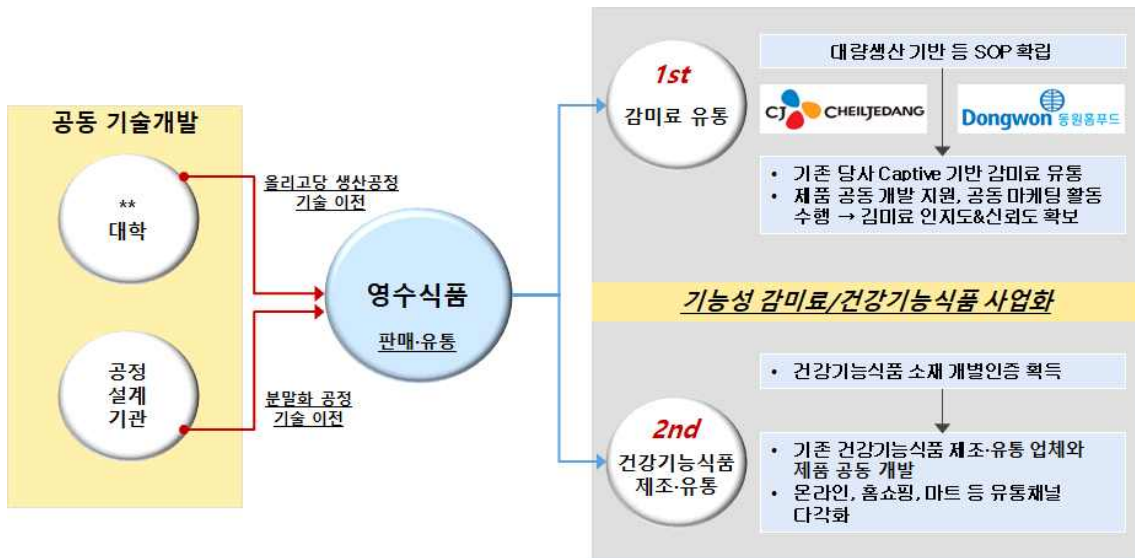 공동 기술개발
**
대학
공정
설계
기관
올리고당 생산공정
기술 이전
분말화 공정
기술 이전
영수식품
판매·유통
1st
감미료 유통
대량생산 기반 등 SOP 확립
CJ CHEILJEDANG
Dongwon 동원홈푸드
• 기존 당사 Captive 기반 감미료 유통
• 제품 공동 개발 지원, 공동 마케팅 활동
수행 → 김미료 인지도&신뢰도 확보
기능성 감미료/건강기능식품 사업화
2nd
건강기능식품
제조·유통
• 건강기능식품 소재 개별인증 획득
• 기존 건강기능식품 제조·유통 업체와
제품 공동 개발
• 온라인, 홈쇼핑, 마트 등 유통채널
다각화